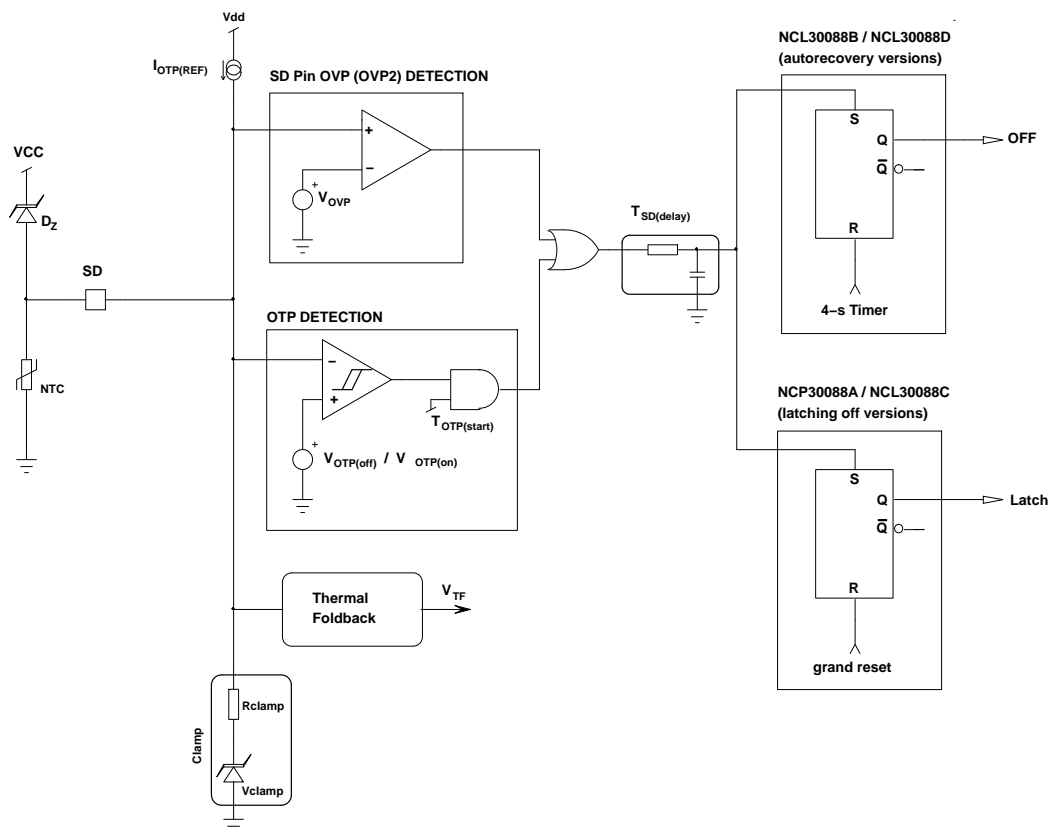 Vdd
I OTP(REF)
SD Pin OVP (OVP2) DETECTION
NCL30088B / NCL30088D
(autorecovery versions)
VCC
DZ
+
−
+
VOVP
SD
NTC
TSD(delay)
S
Q
Q
R
OFF
4−s Timer
OTP DETECTION
−
+
TOTP(start)
+
VOTP(off) / V OTP(on)
NCP30088A / NCL30088C
(latching off versions)
S
Q
Q
R
Latch
grand reset
Thermal
Foldback
VTF
Clamp
Rclamp
Vclamp